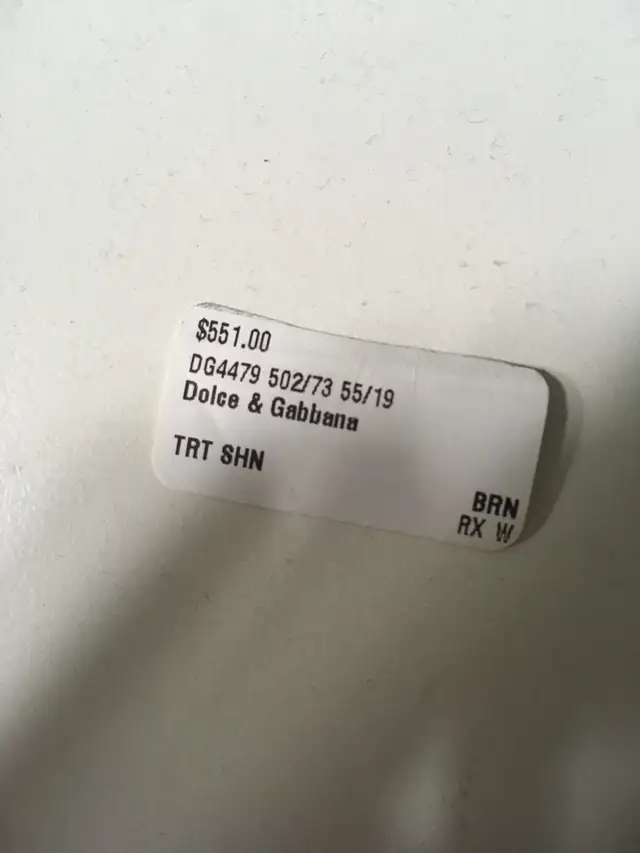 $551.00
DG4479 502/73 55/19
Dolce & Gabbana
TRT SHN
BRN
RX W